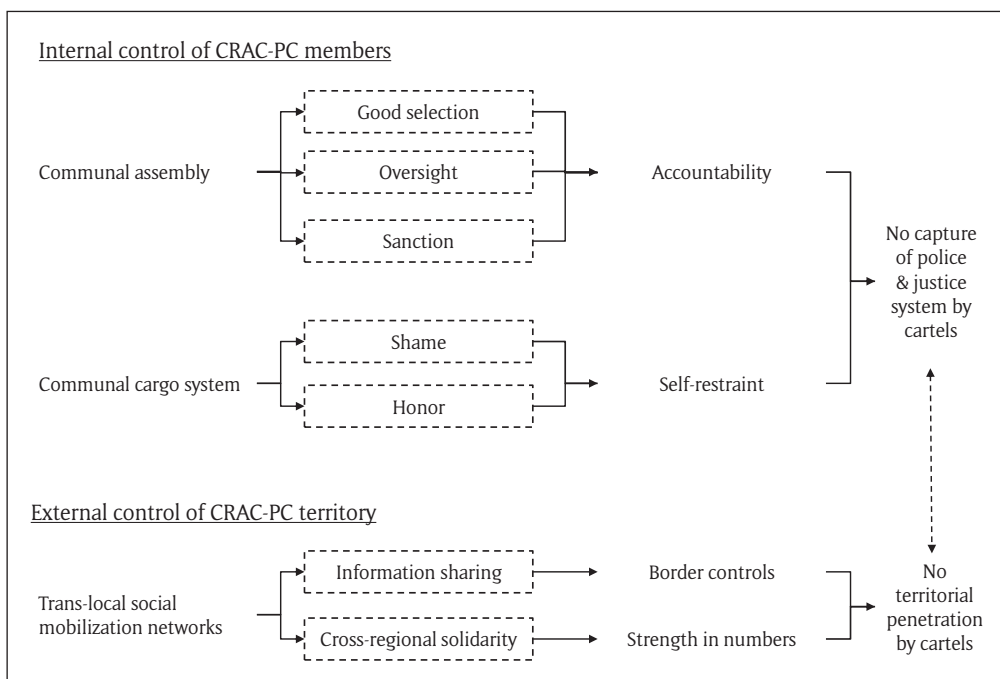 Internal control of CRAC-PC members
Good selection
Communal assembly
Oversight
Accountability
Sanction
No capture
of police
& justice
system by
cartels
Shame
Communal cargo system
Self-restraint
Honor
External control of CRAC-PC territory
Information sharing
Border controls
Trans-local social
mobilization networks
Cross-regional solidarity
Strength in numbers
No
territorial
penetration
by cartels